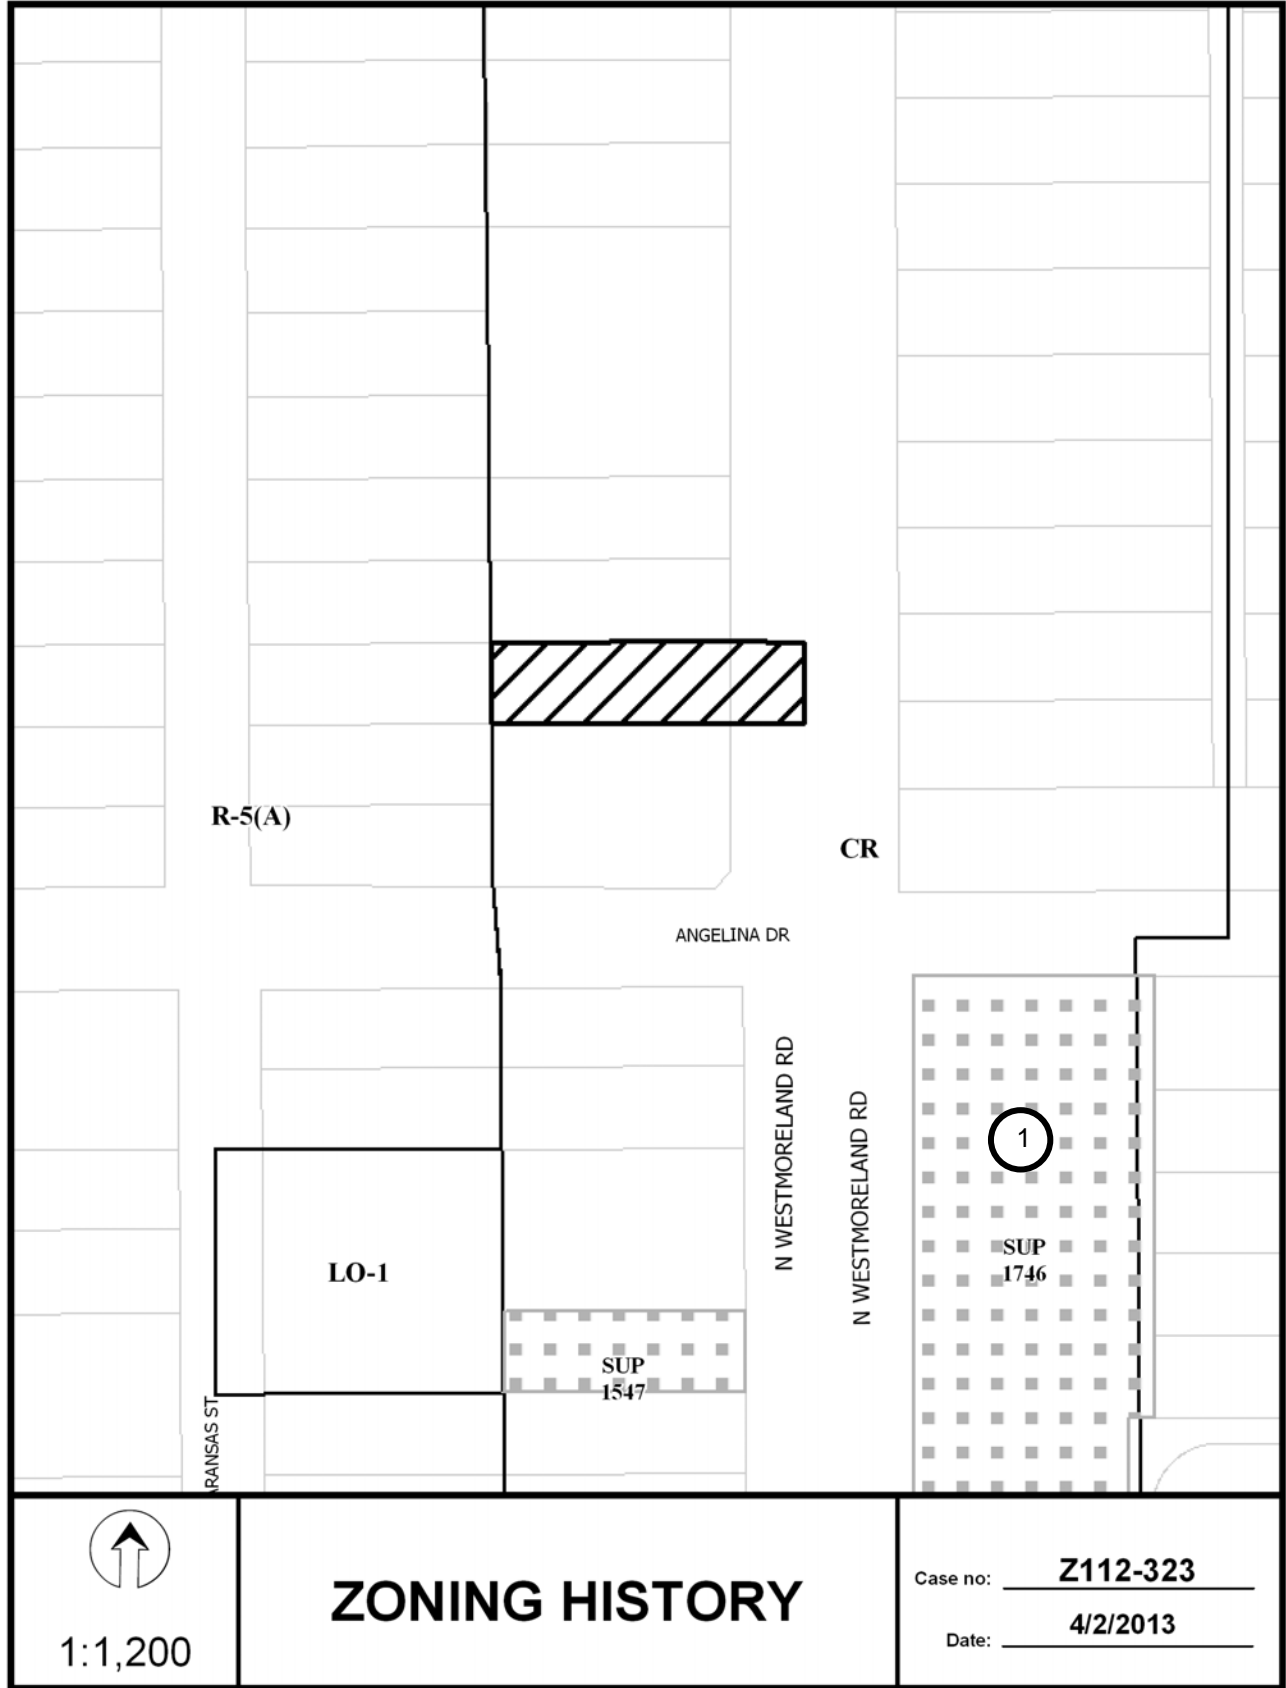 R-5(A)
CR
ANGELINA DR
N WESTMORELAND RD
N WESTMORELAND RD
1
SUP
1746
LO-1
SUP
1547
ARANSAS ST
1:1,200
ZONING HISTORY
Case no: Z112-323
Date: 4/2/2013